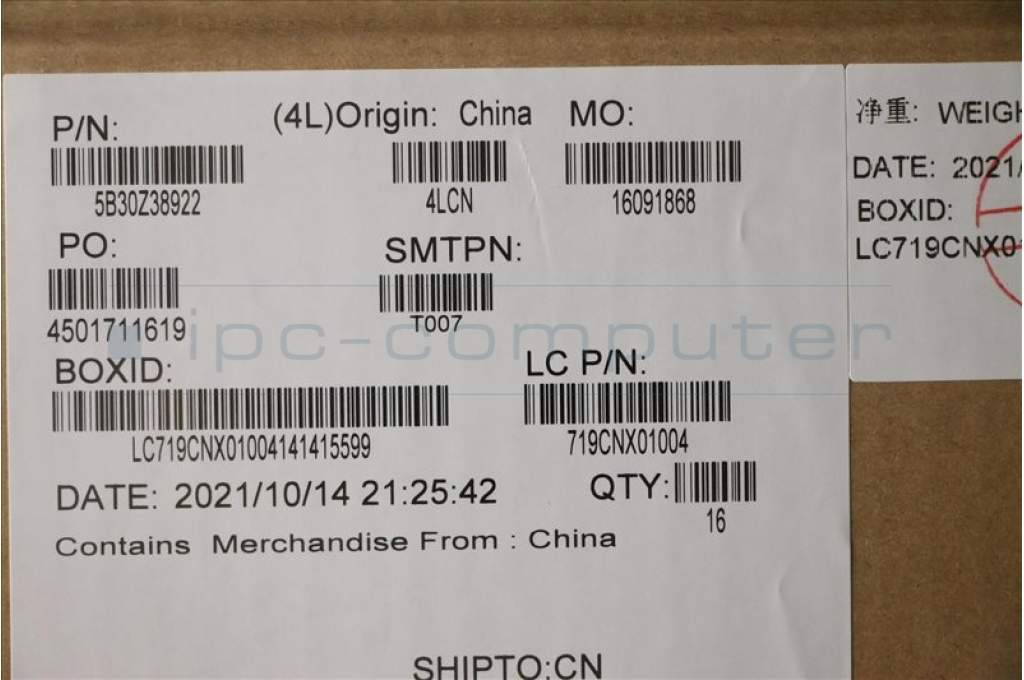 P/N: (4L)Origin: China MO:
5B30Z38922 4LCN 16091868
PO: SMTPN:
4501711619 T007
BOXID: LC P/N:
LC719CNX01004141415599 719CNX01004
DATE: 2021/10/14 21:25:42 QTY:
16
Contains Merchandise From : China
SHIPTO:CN
净重: WEIGH
DATE: 2021/
BOXID:
LC719CNX01
ipc-computer